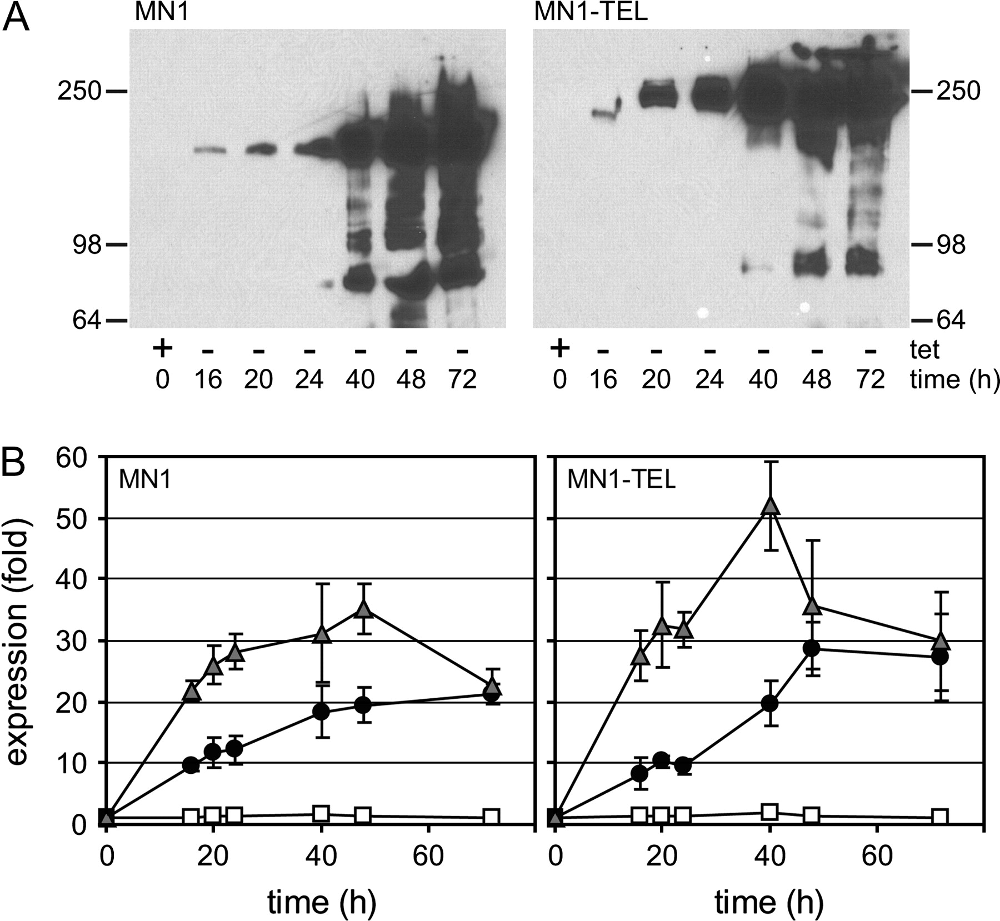 A
MN1
MN1-TEL
250
250
98
98
64
64
+ - - - - - -
+ - - - - - - tet
0 16 20 24 40 48 72
0 16 20 24 40 48 72 time (h)
B
expression (fold)
60
50
40
30
20
10
0
MN1
MN1-TEL
0 20 40 60
0 20 40 60
time (h)
time (h)